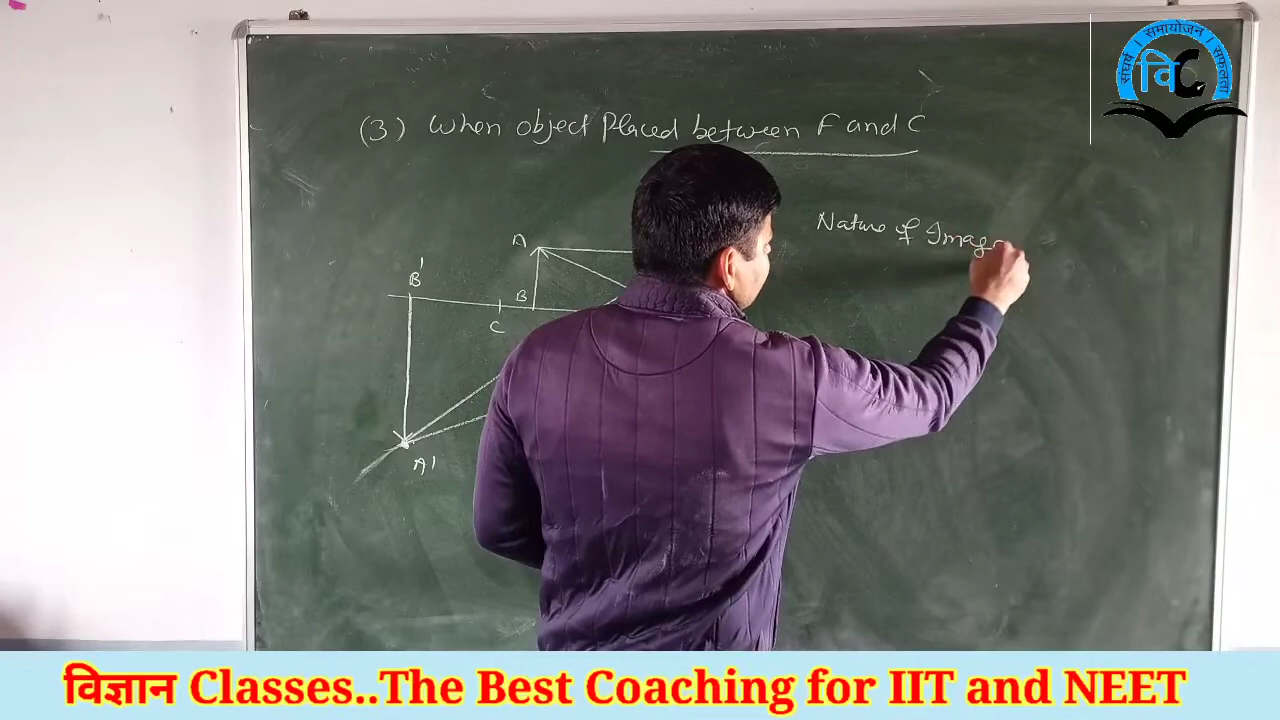 संघर्ष । समायोजन । सफलता
विC
(3) When object Placed between F and C
Nature of Image
A
B'
B
C
A'
विज्ञान Classes..The Best Coaching for IIT and NEET